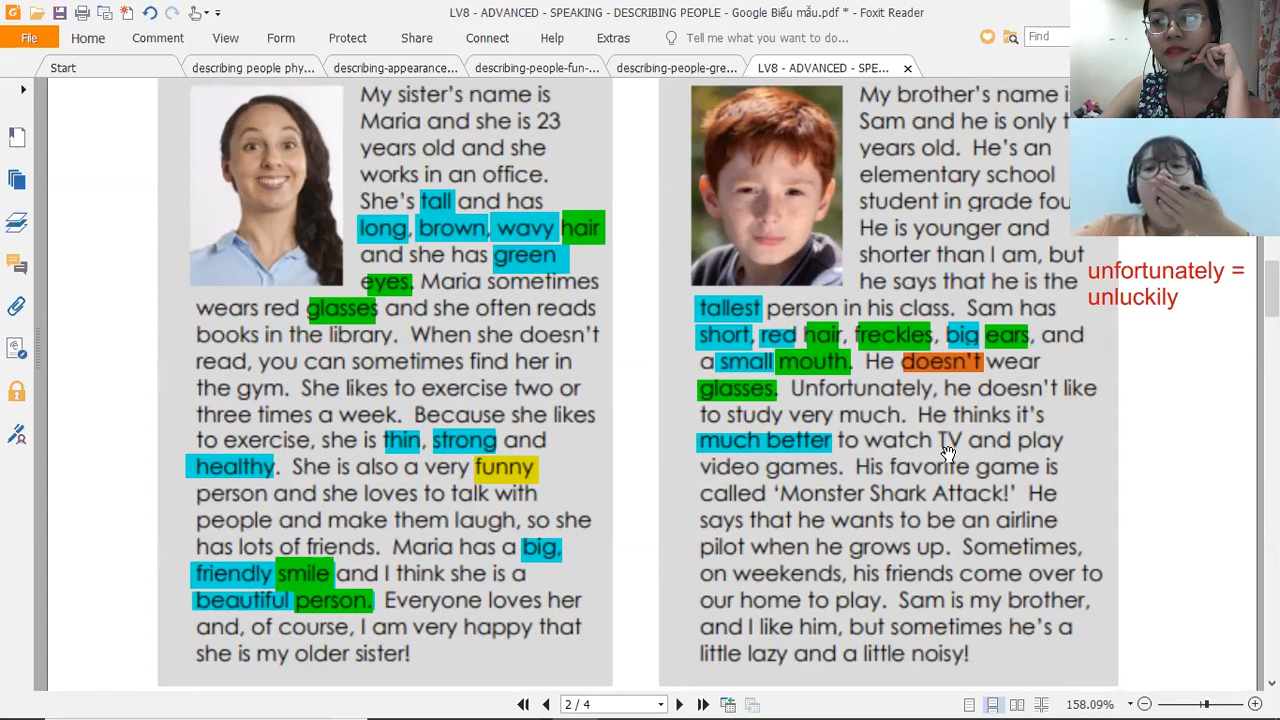 LV8 - ADVANCED - SPEAKING - DESCRIBING PEOPLE - Google Biểu mẫu.pdf * - Foxit Reader
File Home Comment View Form Protect Share Connect Help Extras Tell me what you want to do... Find
Start describing people phy... describing-appearance... describing-people-fun-... describing-people-gre... LV8 - ADVANCED - SPE...
My sister's name is
Maria and she is 23
years old and she
works in an office.
She's tall and has
long, brown, wavy hair
and she has green
eyes. Maria sometimes
wears red glasses and she often reads
books in the library. When she doesn't
read, you can sometimes find her in
the gym. She likes to exercise two or
three times a week. Because she likes
to exercise, she is thin, strong and
healthy. She is also a very funny
person and she loves to talk with
people and make them laugh, so she
has lots of friends. Maria has a big,
friendly smile and I think she is a
beautiful person. Everyone loves her
and, of course, I am very happy that
she is my older sister!
My brother's name
Sam and he is only
years old. He's an
elementary school
student in grade
He is younger and
shorter than I am, but
he says that he is the
tallest person in his class. Sam has
short, red hair, freckles, big ears, and
a small mouth. He doesn't wear
glasses. Unfortunately, he doesn't like
to study very much. He thinks it's
much better to watch TV and play
video games. His favorite game is
called 'Monster Shark Attack!' He
says that he wants to be an airline
pilot when he grows up. Sometimes,
on weekends, his friends come over to
our home to play. Sam is my brother,
and I like him, but sometimes he's a
little lazy and a little noisy!
unfortunately =
unluckily
2 / 4
158.09%